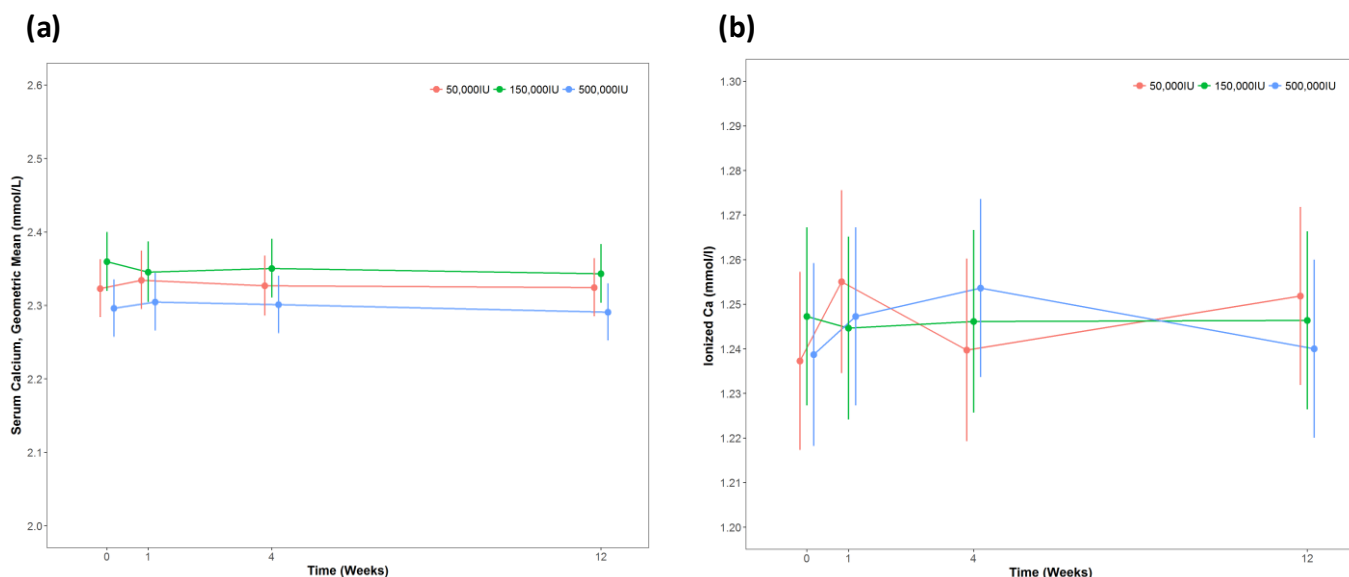 (a)
2.6
2.5
2.4
2.3
2.2
2.1
2.0
Serum Calcium, Geometric Mean (mmol/L)
50,000IU 150,000IU 500,000IU
0 1 4 12
Time (Weeks)
(b)
1.30
1.29
1.28
1.27
1.26
1.25
1.24
1.23
1.22
1.21
1.20
Ionized Ca (mmol/l)
50,000IU 150,000IU 500,000IU
0 1 4 12
Time (Weeks)